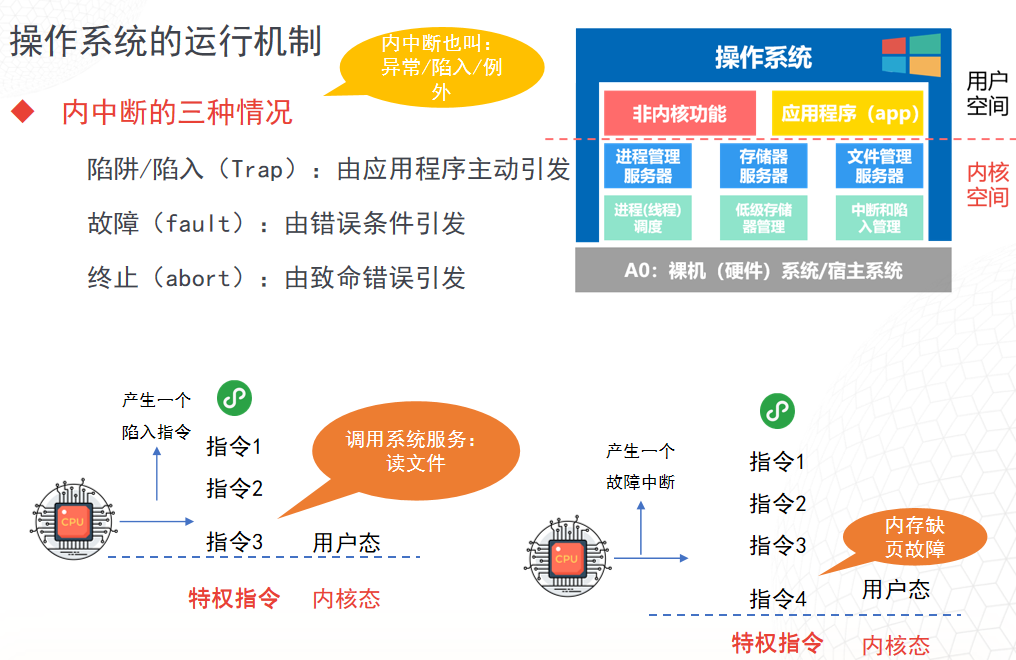 操作系统的运行机制
内中断也叫：
异常/陷入/例
外
内中断的三种情况
陷阱/陷入（Trap）：由应用程序主动引发
故障（fault）：由错误条件引发
终止（abort）：由致命错误引发
操作系统
非内核功能
应用程序（app）
用户
空间
进程管理
服务器
存储器
服务器
文件管理
服务器
内核
空间
进程(线程)
调度
低级存储
器管理
中断和陷
入管理
A0：裸机（硬件）系统/宿主系统
产生一个
陷入指令
指令1
指令2
指令3
调用系统服务：
读文件
CPU
用户态
特权指令
内核态
产生一个
故障中断
指令1
指令2
指令3
指令4
内存缺
页故障
CPU
用户态
特权指令
内核态